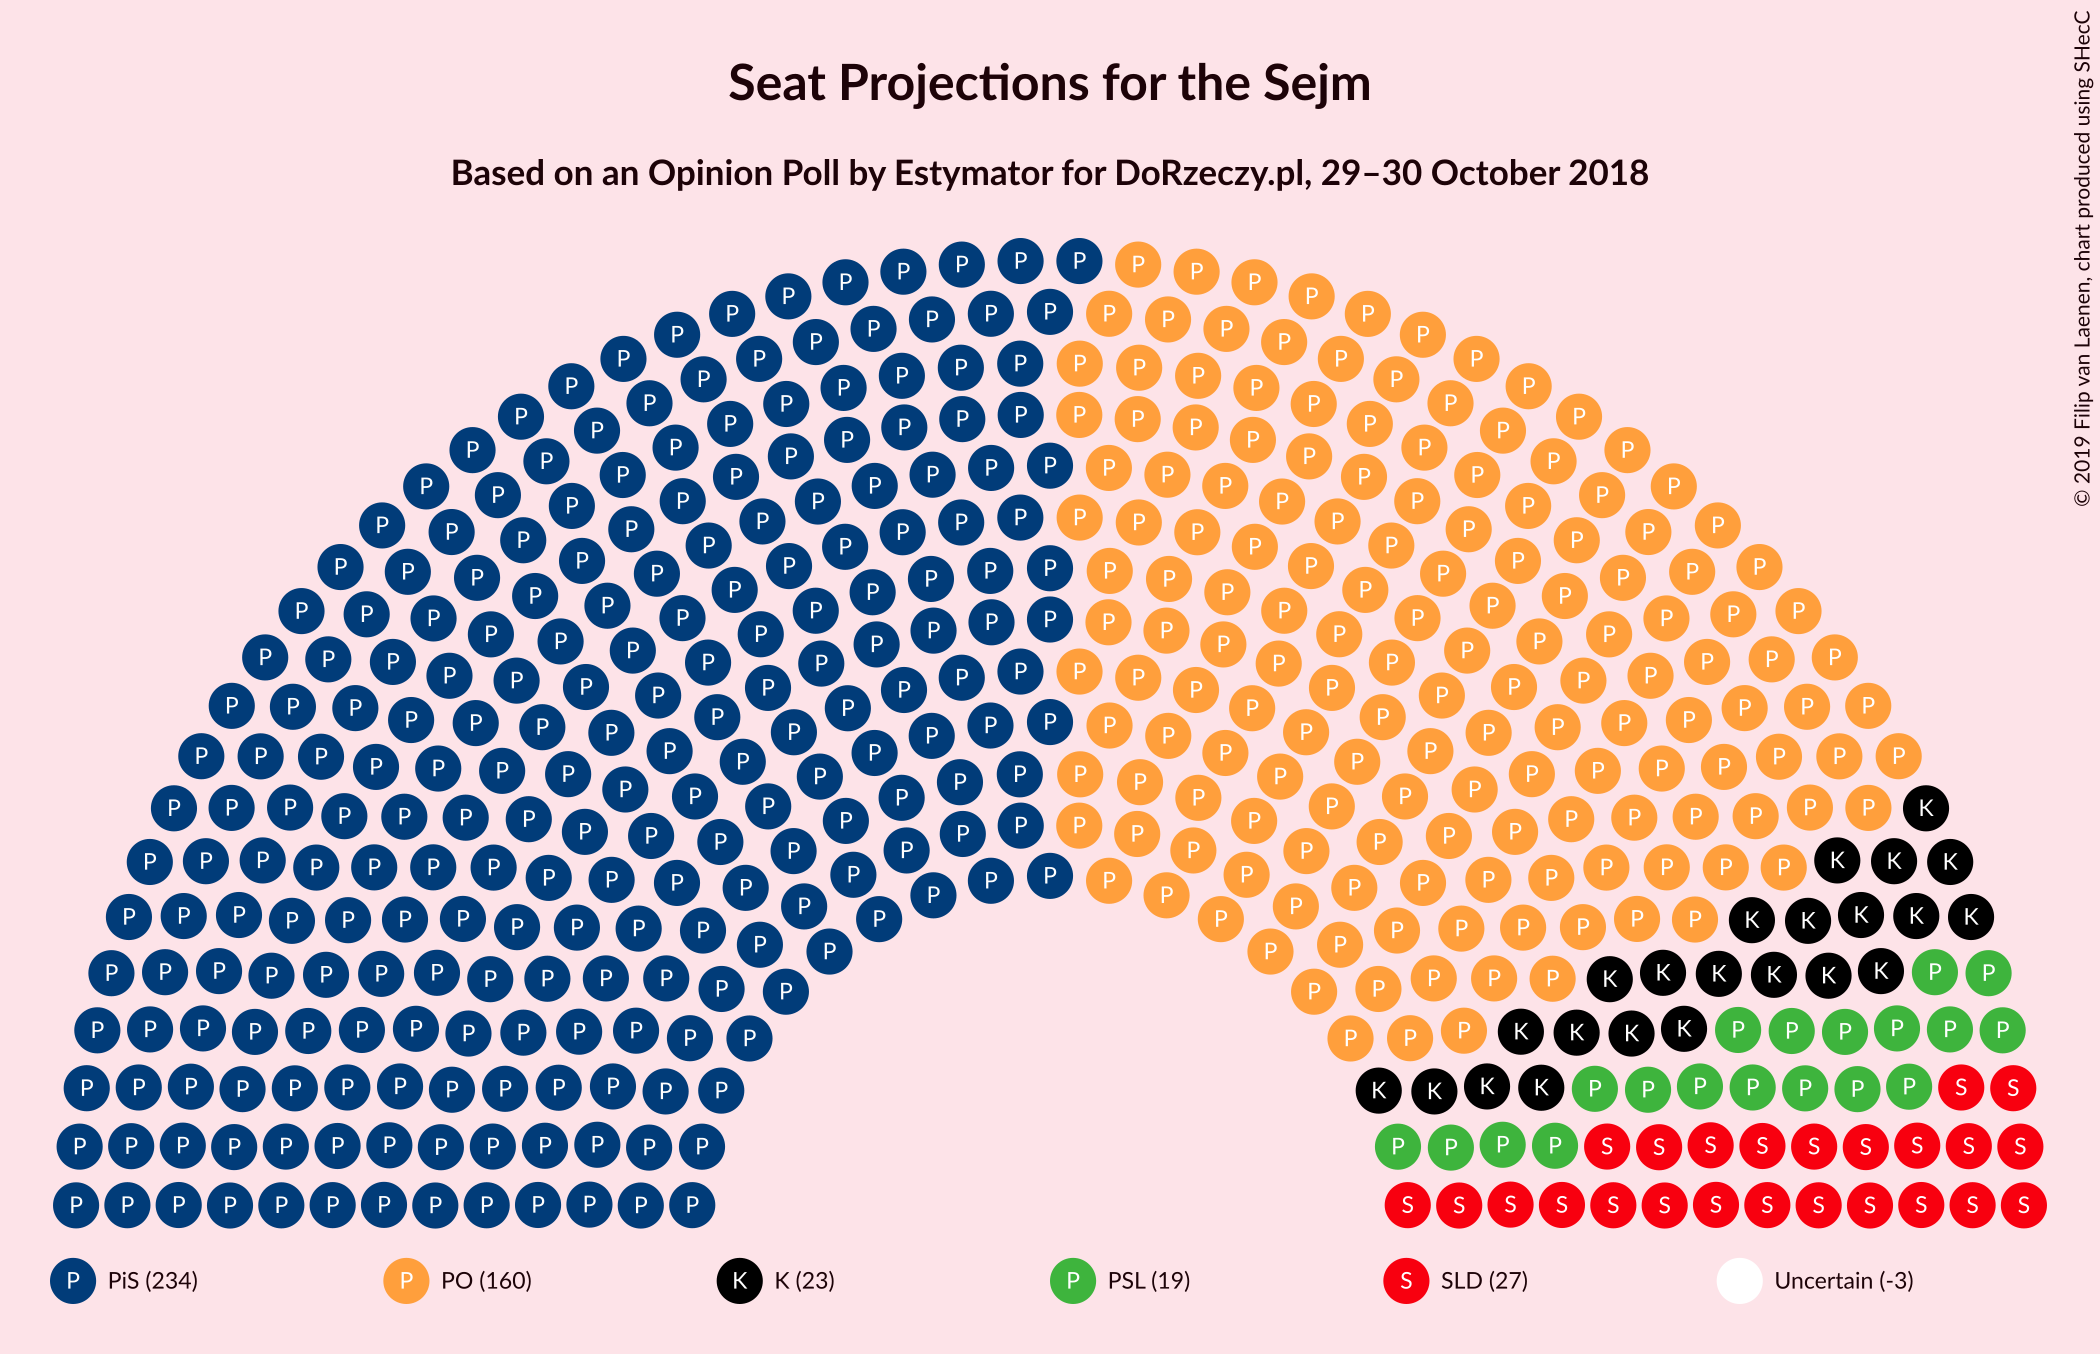 Seat Projections for the Sejm
Based on an Opinion Poll by Estymator for DoRzeczy.pl, 29–30 October 2018
© 2019 Filip van Laenen, chart produced using SHecC
P PiS (234)
P PO (160)
K K (23)
P PSL (19)
S SLD (27)
Uncertain (-3)